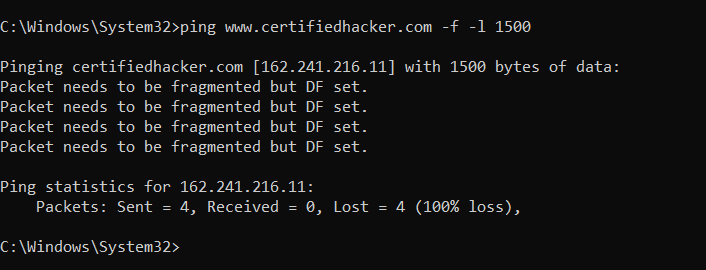 C:\Windows\System32>ping www.certifiedhacker.com -f -l 1500
Pinging certifiedhacker.com [162.241.216.11] with 1500 bytes of data:
Packet needs to be fragmented but DF set.
Packet needs to be fragmented but DF set.
Packet needs to be fragmented but DF set.
Packet needs to be fragmented but DF set.
Ping statistics for 162.241.216.11:
    Packets: Sent = 4, Received = 0, Lost = 4 (100% loss),
C:\Windows\System32>